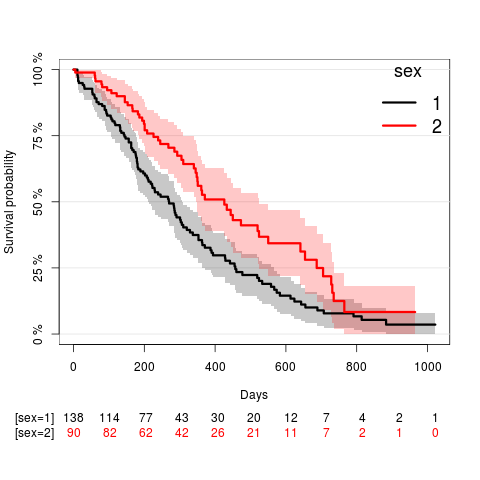 sex
1
2
100 %
75 %
50 %
25 %
0 %
Survival probability
0 200 400 600 800 1000
Days
[sex=1] 138 114 77 43 30 20 12 7 4 2 1
[sex=2] 90 82 62 42 26 21 11 7 2 1 0